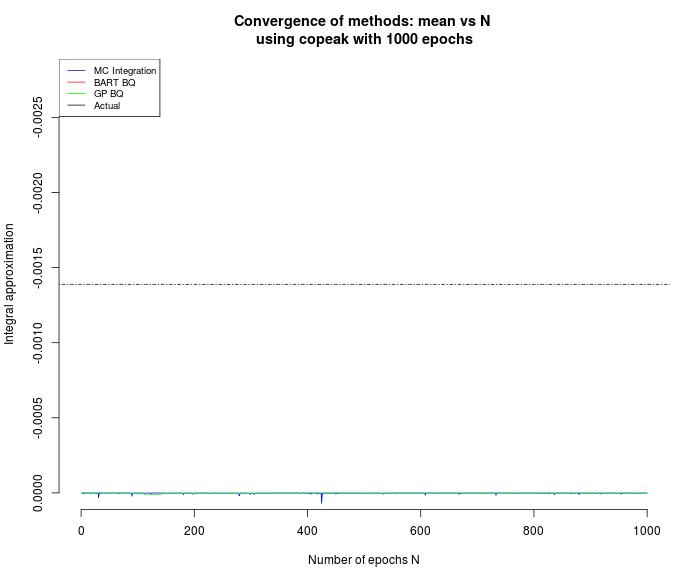 Convergence of methods: mean vs N
using copeak with 1000 epochs
MC Integration
BART BQ
GP BQ
Actual
-0.0025
-0.0020
-0.0015
-0.0010
-0.0005
0.0000
Integral approximation
0 200 400 600 800 1000
Number of epochs N